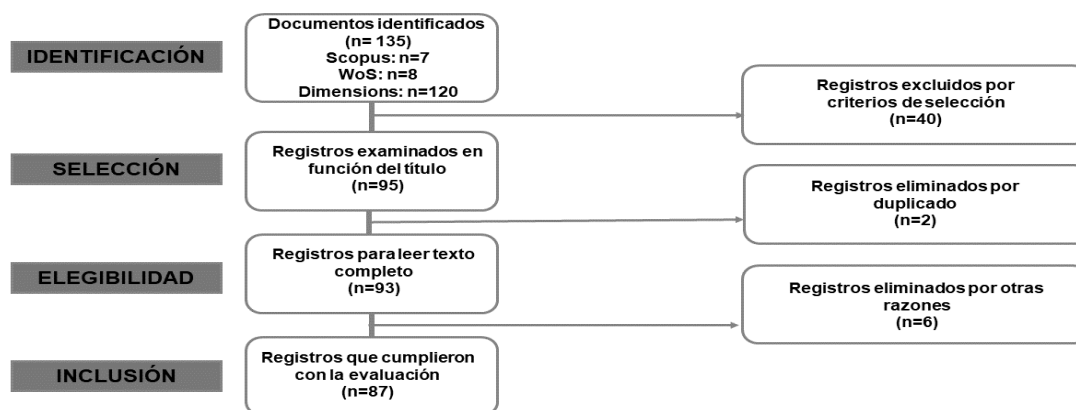 IDENTIFICACIÓN
Documentos identificados
(n= 135)
Scopus: n=7
WoS: n=8
Dimensions: n=120
Registros excluidos por
criterios de selección
(n=40)
SELECCIÓN
Registros examinados en
función del título
(n=95)
Registros eliminados por
duplicado
(n=2)
ELEGIBILIDAD
Registros para leer texto
completo
(n=93)
Registros eliminados por otras
razones
(n=6)
INCLUSIÓN
Registros que cumplieron
con la evaluación
(n=87)